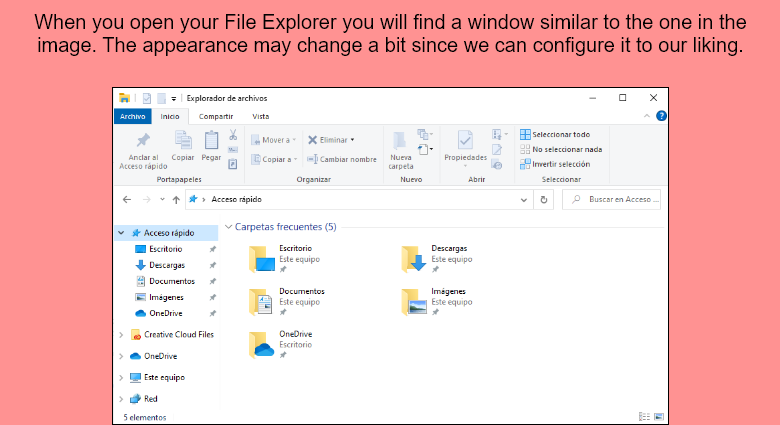 When you open your File Explorer you will find a window similar to the one in the
image. The appearance may change a bit since we can configure it to our liking.
Explorador de archivos
Archivo Inicio Compartir Vista
Anclar al
Acceso rápido
Copiar
Pegar
Portapapeles
Mover a
Copiar a
Eliminar
Cambiar nombre
Organizar
Nueva
carpeta
Nuevo
Propiedades
Abrir
Seleccionar todo
No seleccionar nada
Invertir selección
Seleccionar
Acceso rápido
Buscar en Acceso ...
Acceso rápido
Escritorio
Descargas
Documentos
Imágenes
OneDrive
Creative Cloud Files
OneDrive
Este equipo
Red
Carpetas frecuentes (5)
Escritorio
Este equipo
Descargas
Este equipo
Documentos
Este equipo
Imágenes
Este equipo
OneDrive
Escritorio
5 elementos